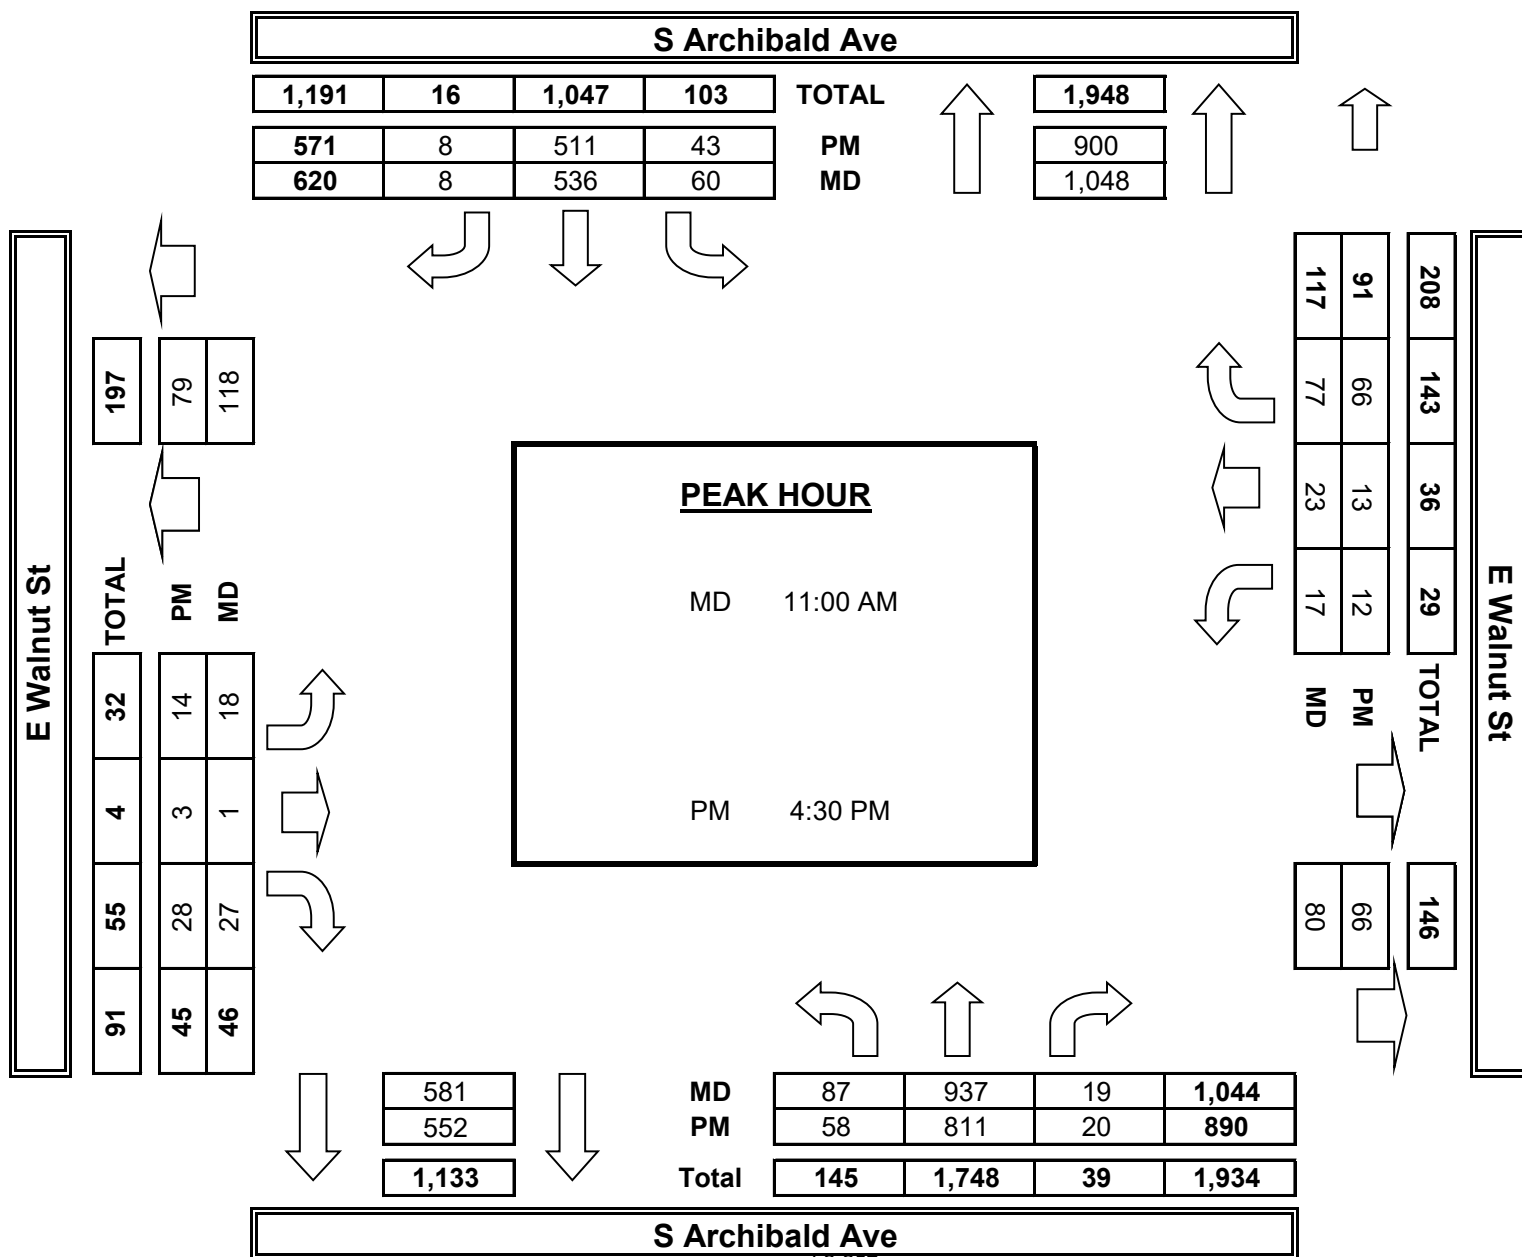 S Archibald Ave
1,191 16 1,047 103 TOTAL 1,948
571 8 511 43 PM 900
620 8 536 60 MD 1,048
E Walnut St
197 79 118
TOTAL PM MD
32 14 18
4 3 1
55 28 27
91 45 46
PEAK HOUR
MD 11:00 AM
PM 4:30 PM
117 91 208
77 66 143
23 13 36
17 12 29
MD PM TOTAL
80 66 146
E Walnut St
581 MD 87 937 19 1,044
552 PM 58 811 20 890
1,133 Total 145 1,748 39 1,934
S Archibald Ave